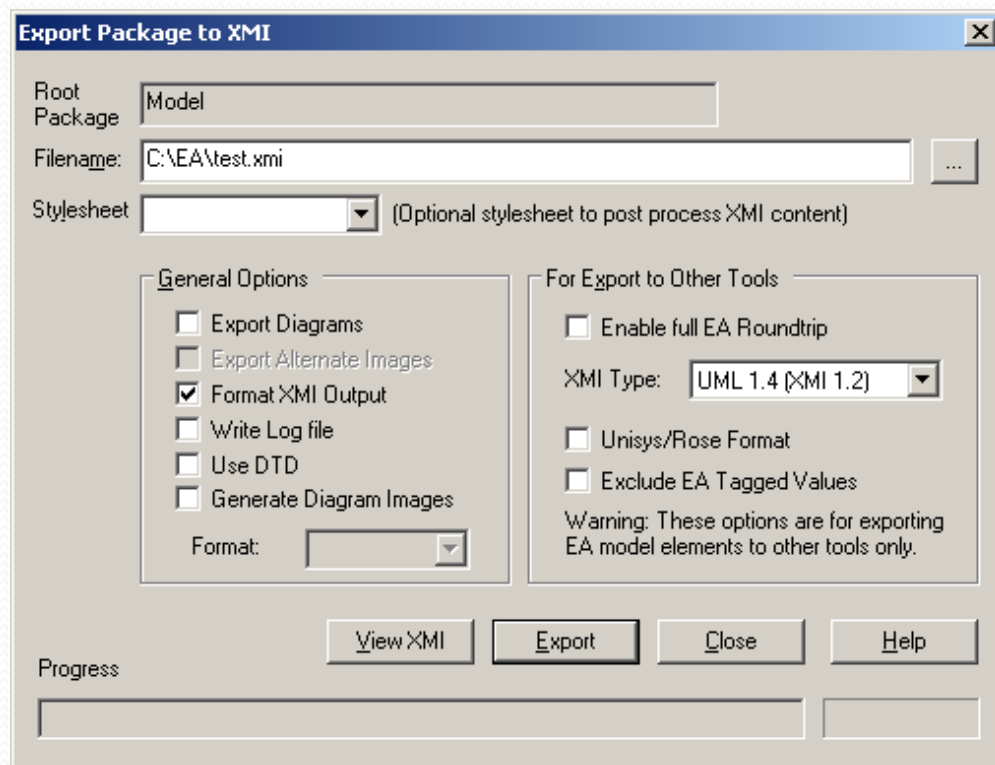 Export Package to XMI
Root
Package
Model
Filename:
C:\EA\test.xmi
...
Stylesheet
(Optional stylesheet to post process XMI content)
General Options
Export Diagrams
Export Alternate Images
Format XMI Output
Write Log file
Use DTD
Generate Diagram Images
Format:
For Export to Other Tools
Enable full EA Roundtrip
XMI Type:
UML 1.4 (XMI 1.2)
Unisys/Rose Format
Exclude EA Tagged Values
Warning: These options are for exporting
EA model elements to other tools only.
View XMI
Export
Close
Help
Progress